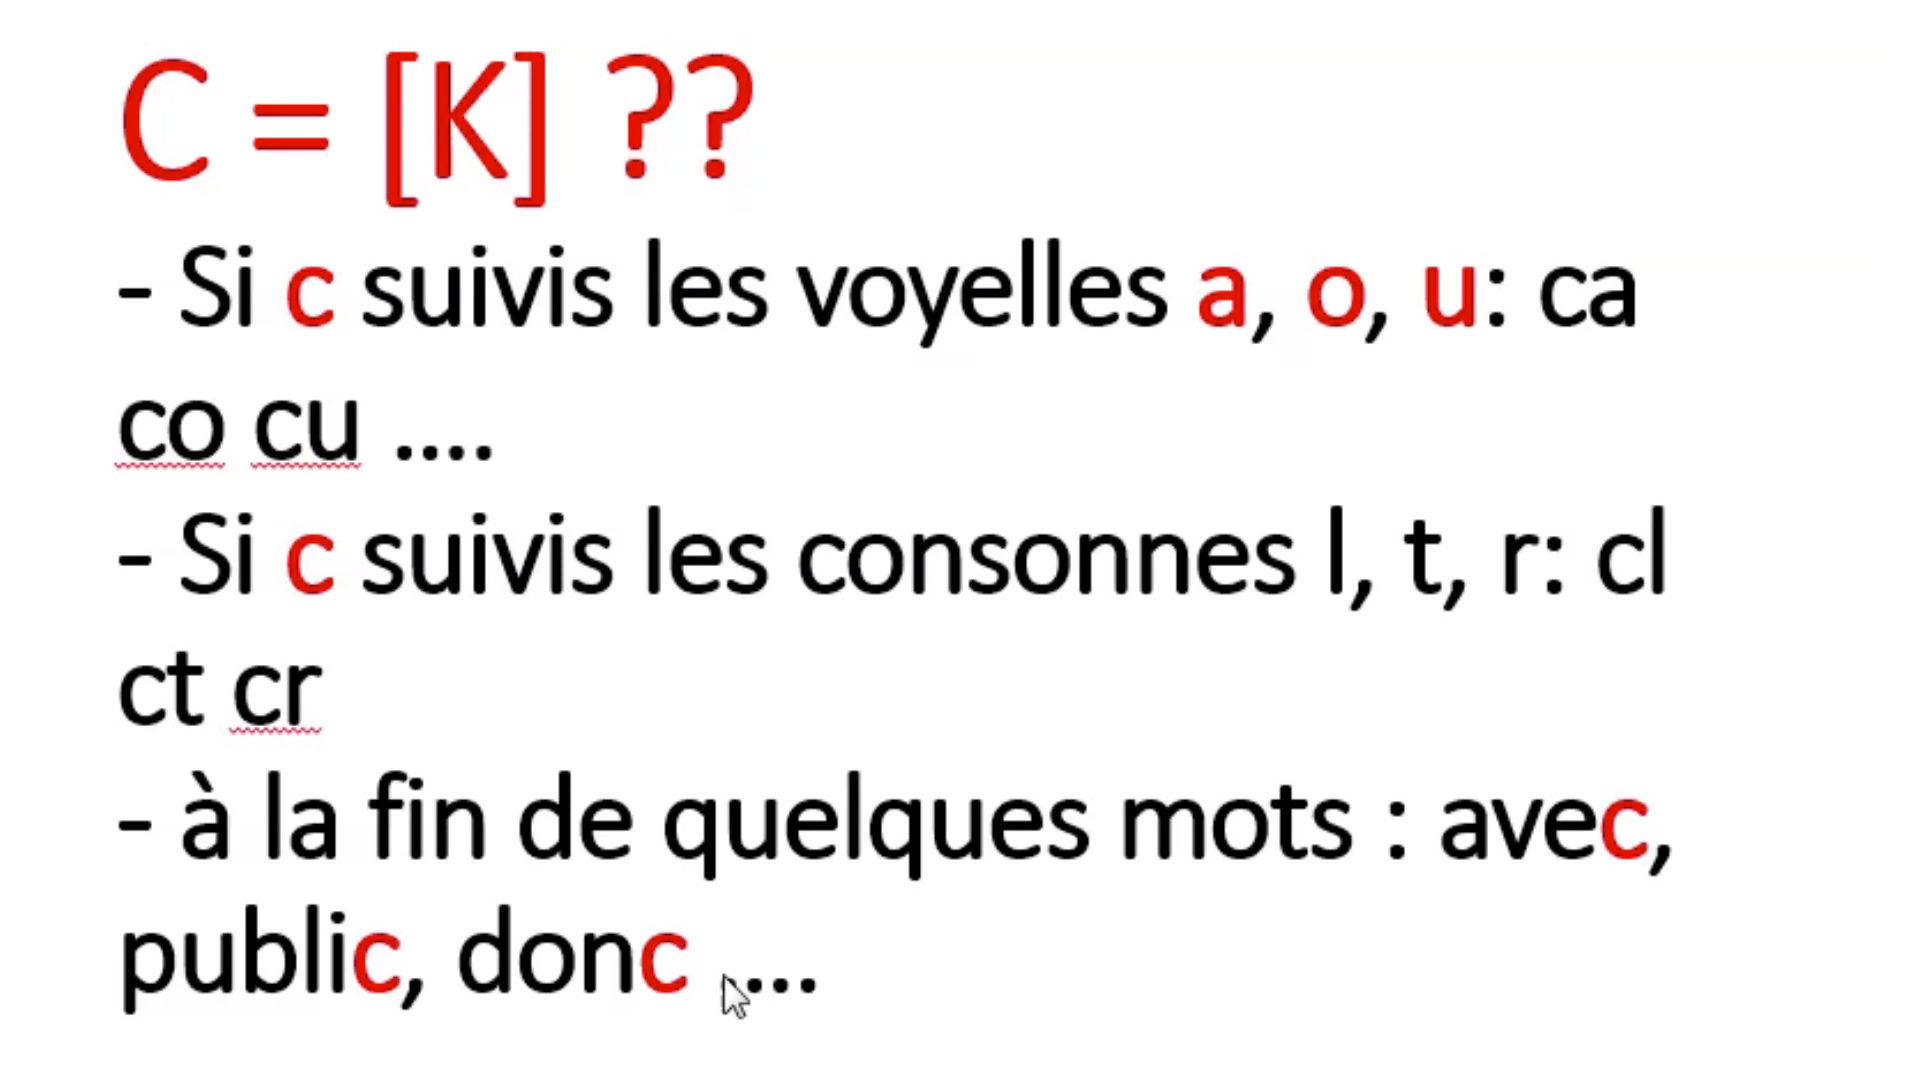 C = [K] ??
- Si c suivis les voyelles a, o, u: ca
co cu ....
- Si c suivis les consonnes l, t, r: cl
ct cr
- à la fin de quelques mots : avec,
public, donc ....